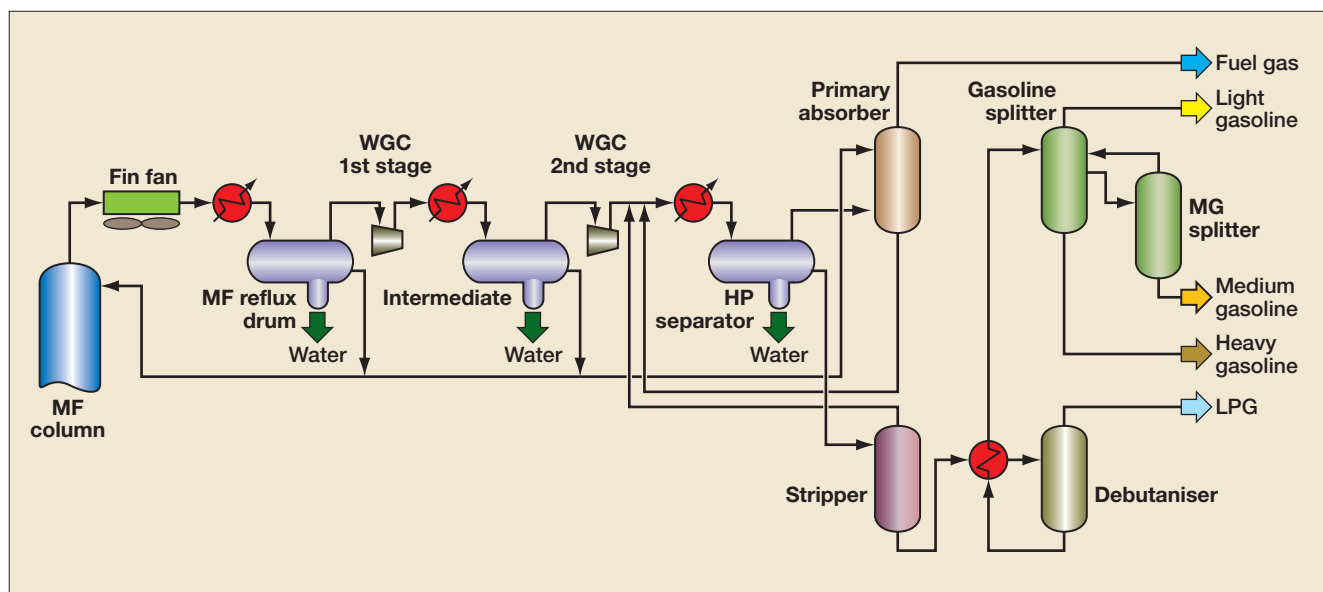 Fuel gas
Primary
absorber
Gasoline
splitter
Light
gasoline
WGC
1st stage
WGC
2nd stage
Fin fan
MG
splitter
MF reflux
drum
Intermediate
HP
separator
Medium
gasoline
Water
Water
Water
Heavy
gasoline
MF
column
LPG
Stripper
Debutaniser